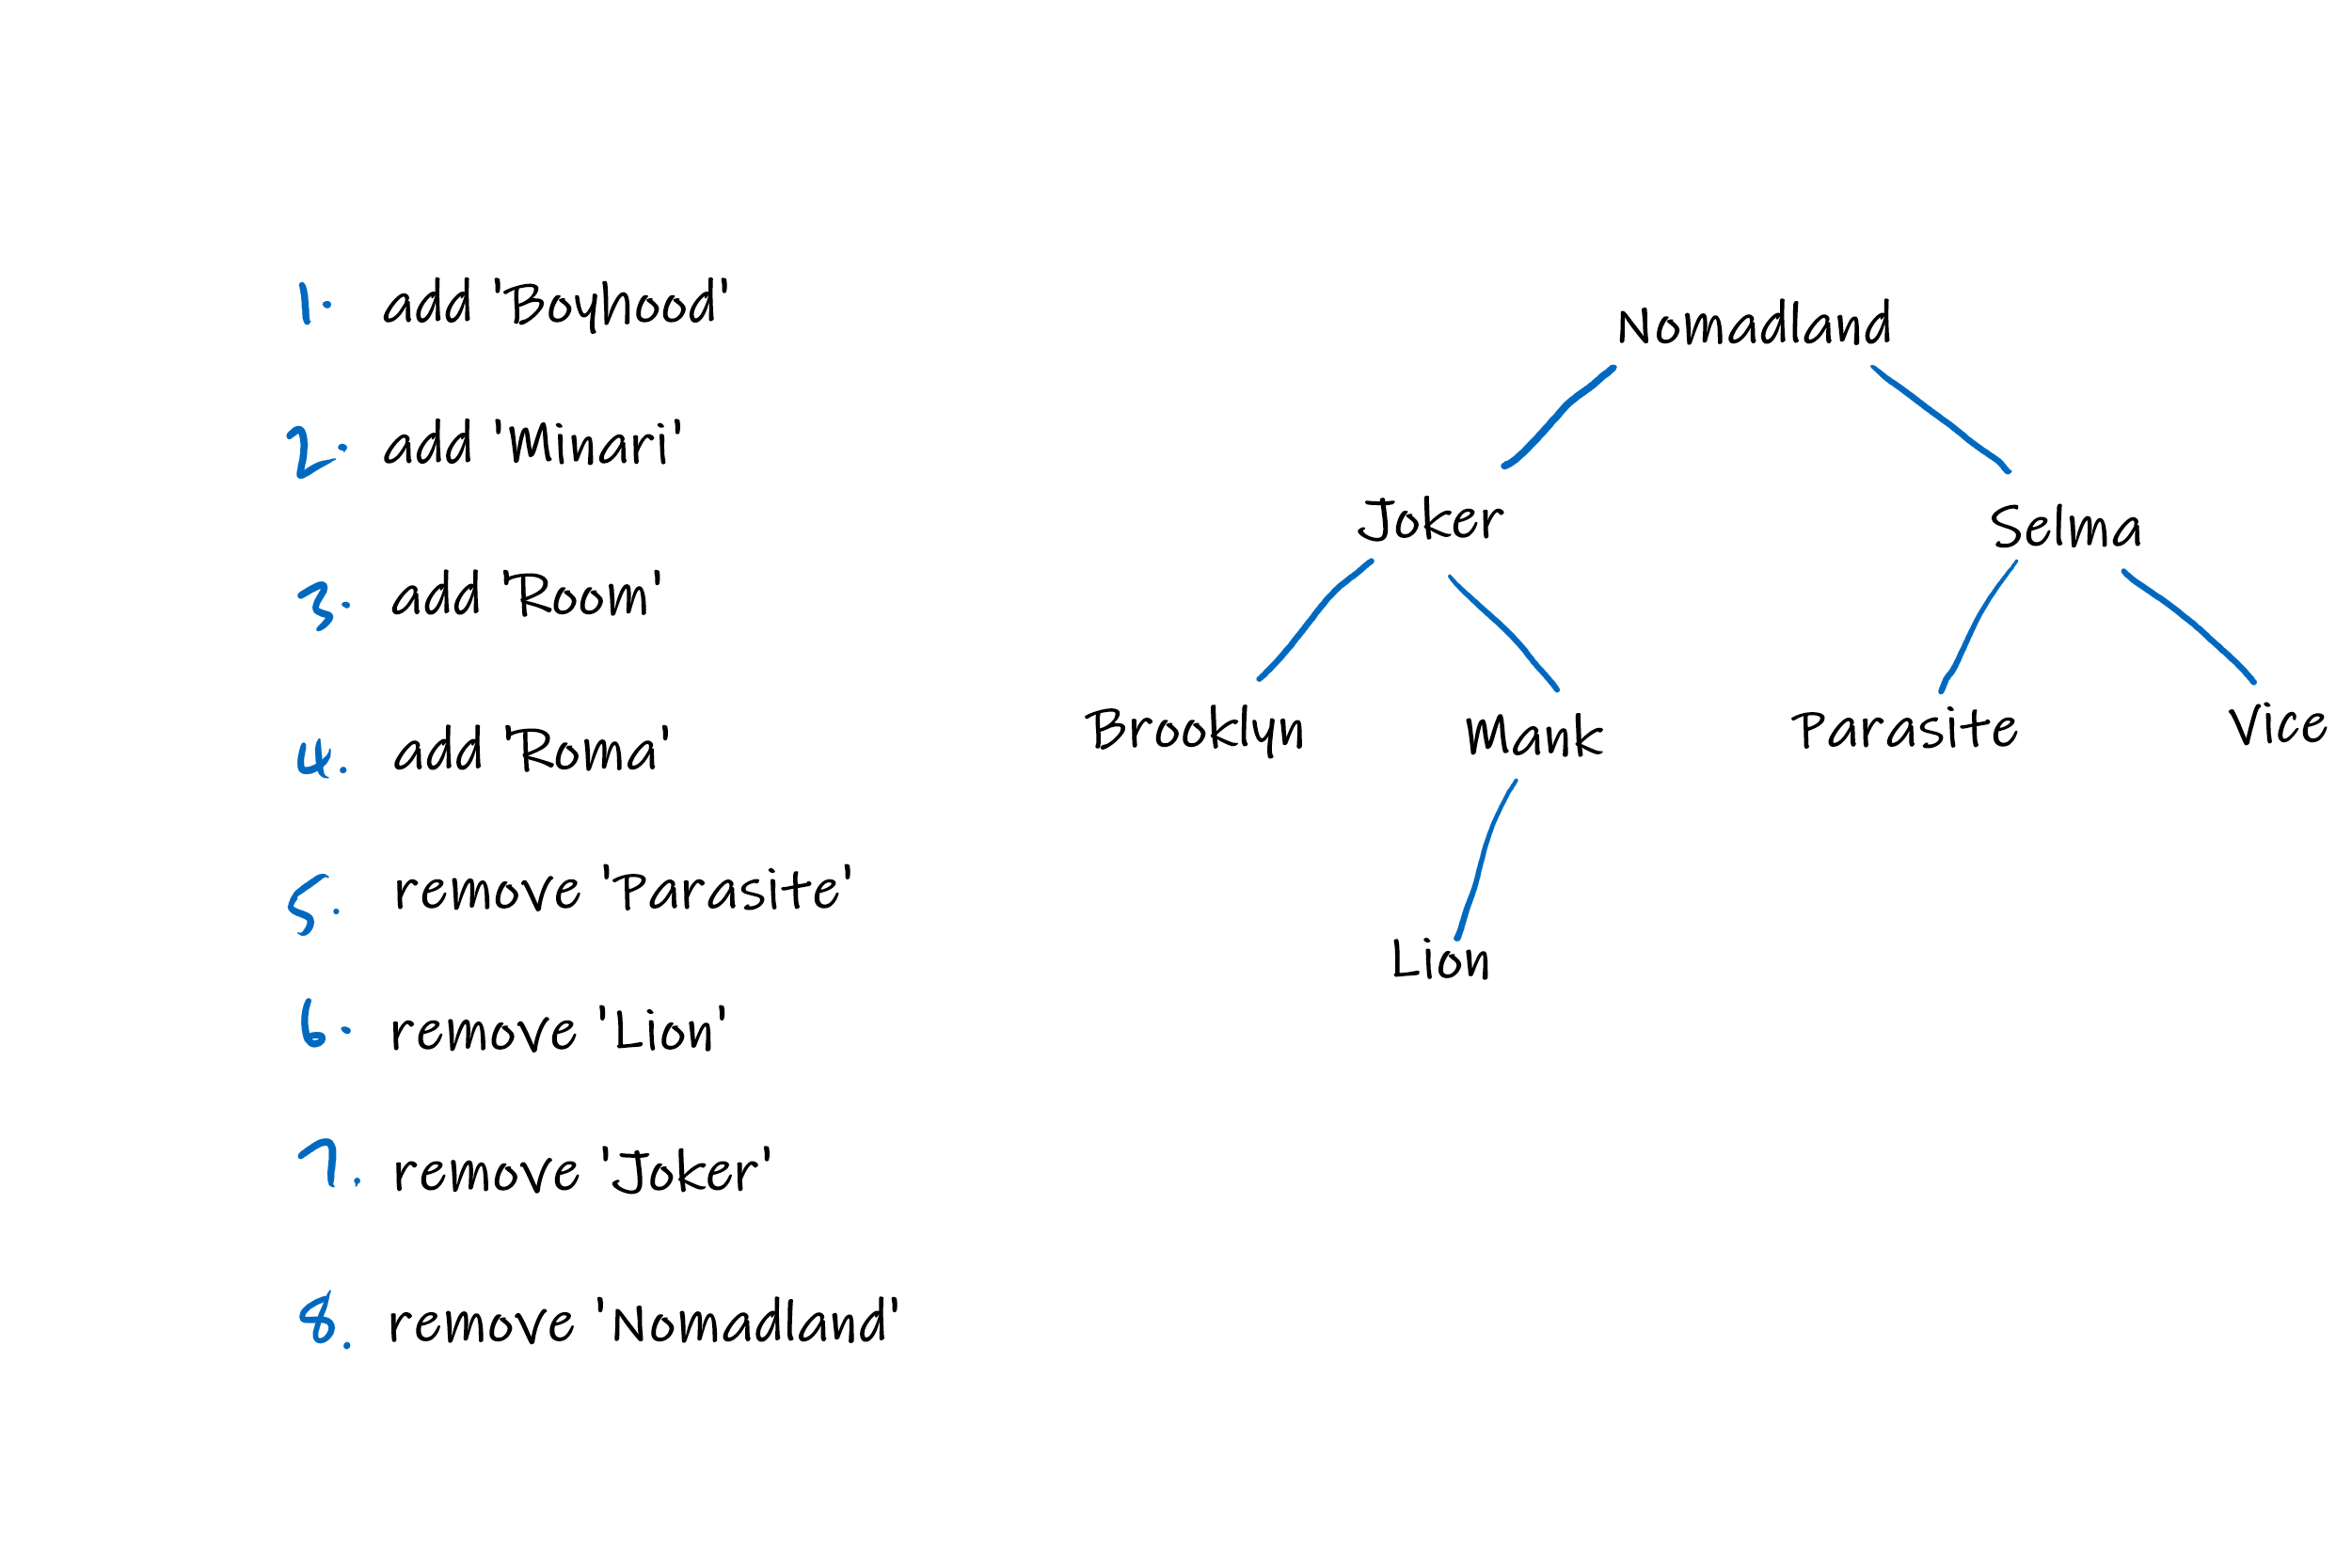 1. add 'Boyhood'
2. add 'Minari'
3. add 'Room'
4. add 'Roma'
5. remove 'Parasite'
6. remove 'Lion'
7. remove 'Joker'
8. remove 'Nomadland'
Nomadland
Joker Selma
Brooklyn Mank Parasite Vice
Lion